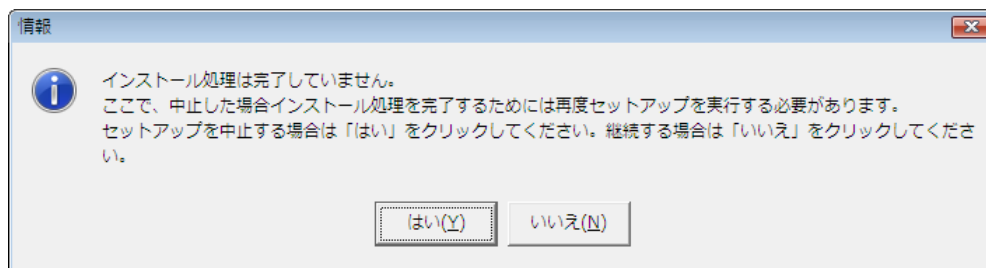 情報
インストール処理は完了していません。
ここで、中止した場合インストール処理を完了するためには再度セットアップを実行する必要があります。
セットアップを中止する場合は「はい」をクリックしてください。継続する場合は「いいえ」をクリックしてくださ
い。
はい(Y) いいえ(N)